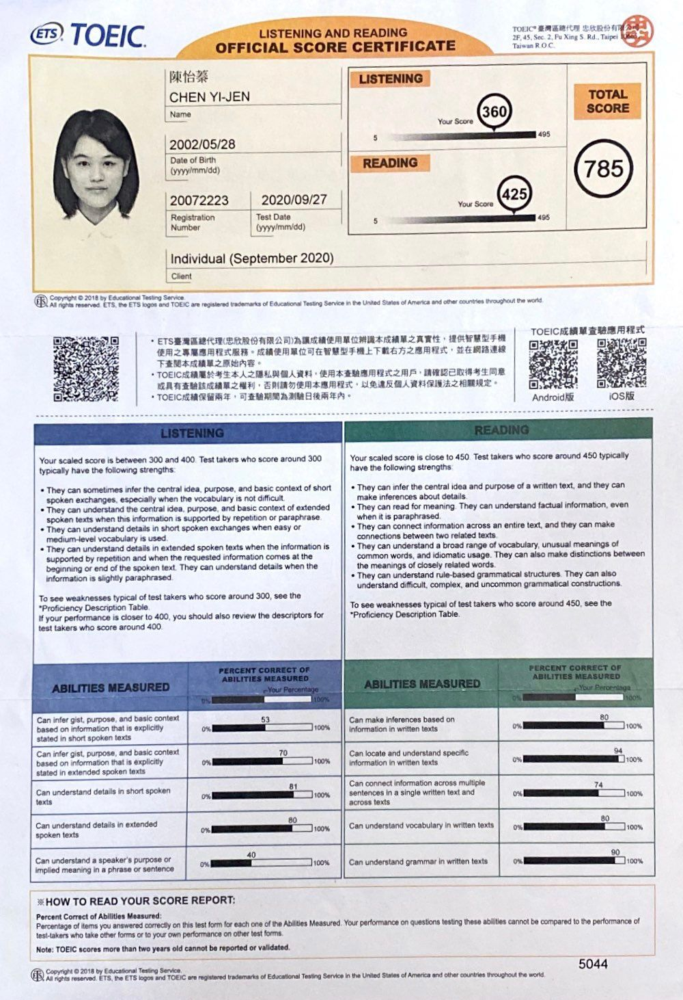 ETS TOEIC.
LISTENING AND READING
OFFICIAL SCORE CERTIFICATE
TOEIC® 臺灣區總代理 忠欣股份有限公司
2F, 45, Sec. 2, Fu Xing S. Rd., Taipei
Taiwan R.O.C.
陳怡蓁
CHEN YI-JEN
Name
2002/05/28
Date of Birth
(yyyy/mm/dd)
20072223
Registration
Number
2020/09/27
Test Date
(yyyy/mm/dd)
Individual (September 2020)
Client
LISTENING
Your Score
360
5
495
READING
Your Score
425
5
495
TOTAL
SCORE
785
Copyright © 2018 by Educational Testing Service.
All rights reserved. ETS, the ETS logos and TOEIC are registered trademarks of Educational Testing Service in the United States of America and other countries throughout the world.
• ETS臺灣區總代理(忠欣股份有限公司)為讓成績使用單位辨識本成績單之真實性，提供智慧型手機
使用之專屬應用程式服務。成績使用單位可在智慧型手機上下載右方之應用程式，並在網路連線
下查閱本成績單之原始內容。
• TOEIC成績屬於考生本人之隱私與個人資料，使用本查驗應用程式之用戶，請確認已取得考生同意
或具有查驗該成績單之權利，否則請勿使用本應用程式，以免違反個人資料保護法之相關規定。
• TOEIC成績保留兩年，可查驗期間為測驗日後兩年內。
TOEIC成績單查驗應用程式
Android版
iOS版
LISTENING
Your scaled score is between 300 and 400. Test takers who score around 300
typically have the following strengths:
• They can sometimes infer the central idea, purpose, and basic context of short
spoken exchanges, especially when the vocabulary is not difficult.
• They can understand the central idea, purpose, and basic context of extended
spoken texts when this information is supported by repetition or paraphrase.
• They can understand details in short spoken exchanges when easy or
medium-level vocabulary is used.
• They can understand details in extended spoken texts when the information is
supported by repetition and when the requested information comes at the
beginning or end of the spoken text. They can understand details when the
information is slightly paraphrased.
To see weaknesses typical of test takers who score around 300, see the
*Proficiency Description Table.
If your performance is closer to 400, you should also review the descriptors for
test takers who score around 400.
READING
Your scaled score is close to 450. Test takers who score around 450 typically
have the following strengths:
• They can infer the central idea and purpose of a written text, and they can
make inferences about details.
• They can read for meaning. They can understand factual information, even
when it is paraphrased.
• They can connect information across an entire text, and they can make
connections between two related texts.
• They can understand a broad range of vocabulary, unusual meanings of
common words, and idiomatic usage. They can also make distinctions between
the meanings of closely related words.
• They can understand rule-based grammatical structures. They can also
understand difficult, complex, and uncommon grammatical constructions.
To see weaknesses typical of test takers who score around 450, see the
*Proficiency Description Table.
ABILITIES MEASURED
PERCENT CORRECT OF
ABILITIES MEASURED
Your Percentage
0% 100%
Can infer gist, purpose, and basic context
based on information that is explicitly
stated in short spoken texts
53
0% 100%
Can infer gist, purpose, and basic context
based on information that is explicitly
stated in extended spoken texts
70
0% 100%
Can understand details in short spoken
texts
81
0% 100%
Can understand details in extended
spoken texts
80
0% 100%
Can understand a speaker's purpose or
implied meaning in a phrase or sentence
40
0% 100%
ABILITIES MEASURED
PERCENT CORRECT OF
ABILITIES MEASURED
Your Percentage
0% 100%
Can make inferences based on
information in written texts
80
0% 100%
Can locate and understand specific
information in written texts
94
0% 100%
Can connect information across multiple
sentences in a single written text and
across texts
74
0% 100%
Can understand vocabulary in written texts
80
0% 100%
Can understand grammar in written texts
90
0% 100%
※HOW TO READ YOUR SCORE REPORT:
Percent Correct of Abilities Measured:
Percentage of items you answered correctly on this test form for each one of the Abilities Measured. Your performance on questions testing these abilities cannot be compared to the performance of
test-takers who take other forms or to your own performance on other test forms.
Note: TOEIC scores more than two years old cannot be reported or validated.
5044
Copyright © 2018 by Educational Testing Service.
All rights reserved. ETS, the ETS logos and TOEIC are registered trademarks of Educational Testing Service in the United States of America and other countries throughout the world.